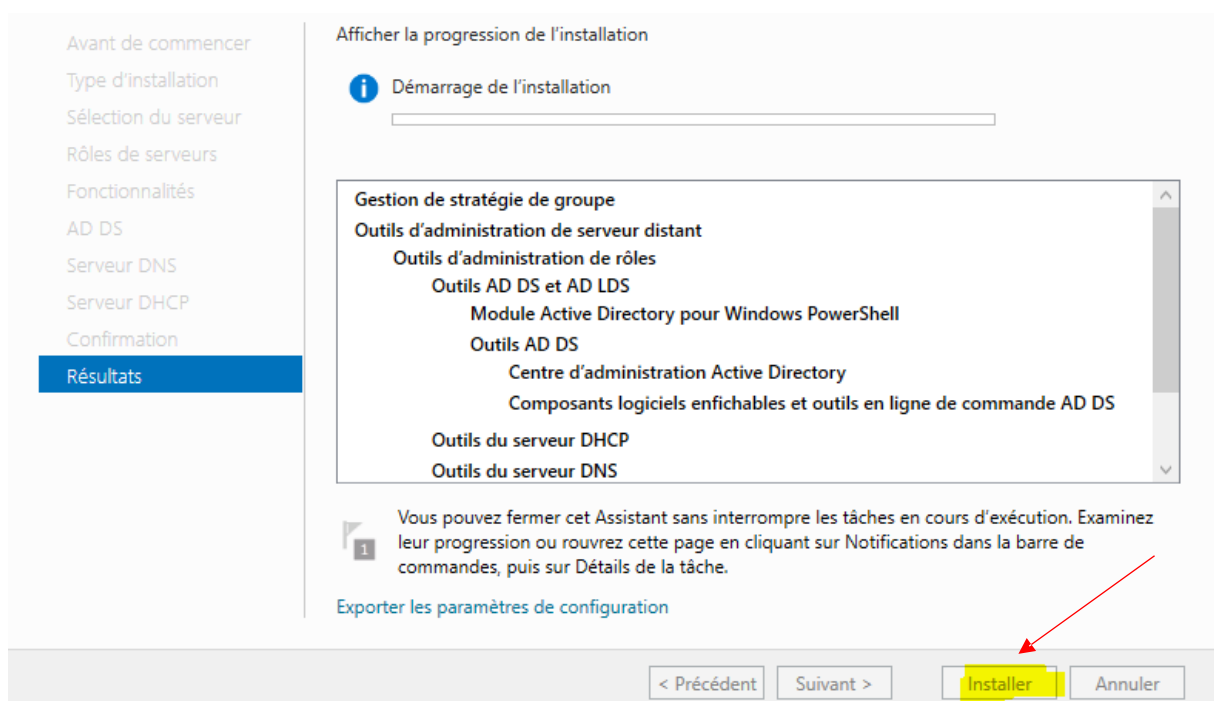 Avant de commencer
Type d'installation
Sélection du serveur
Rôles de serveurs
Fonctionnalités
AD DS
Serveur DNS
Serveur DHCP
Confirmation
Résultats
Afficher la progression de l'installation
Démarrage de l'installation
Gestion de stratégie de groupe
Outils d'administration de serveur distant
Outils d'administration de rôles
Outils AD DS et AD LDS
Module Active Directory pour Windows PowerShell
Outils AD DS
Centre d'administration Active Directory
Composants logiciels enfichables et outils en ligne de commande AD DS
Outils du serveur DHCP
Outils du serveur DNS
1
Vous pouvez fermer cet Assistant sans interrompre les tâches en cours d'exécution. Examinez
leur progression ou rouvrez cette page en cliquant sur Notifications dans la barre de
commandes, puis sur Détails de la tâche.
Exporter les paramètres de configuration
< Précédent Suivant > Installer Annuler